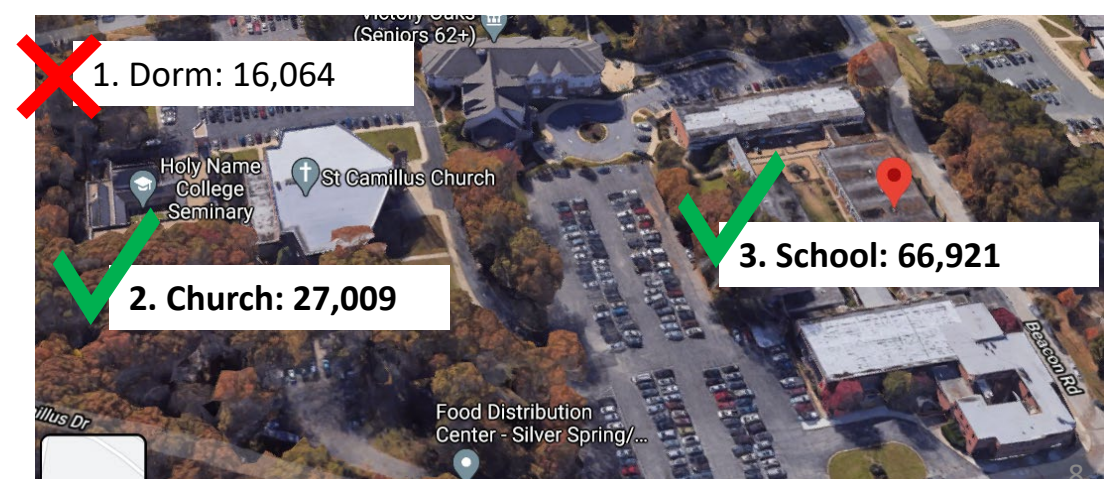 Victory Oaks
(Seniors 62+)
1. Dorm: 16,064
Holy Name
College
Seminary
St Camillus Church
3. School: 66,921
2. Church: 27,009
Beacon Rd
Food Distribution
Center - Silver Spring/...
illus Dr